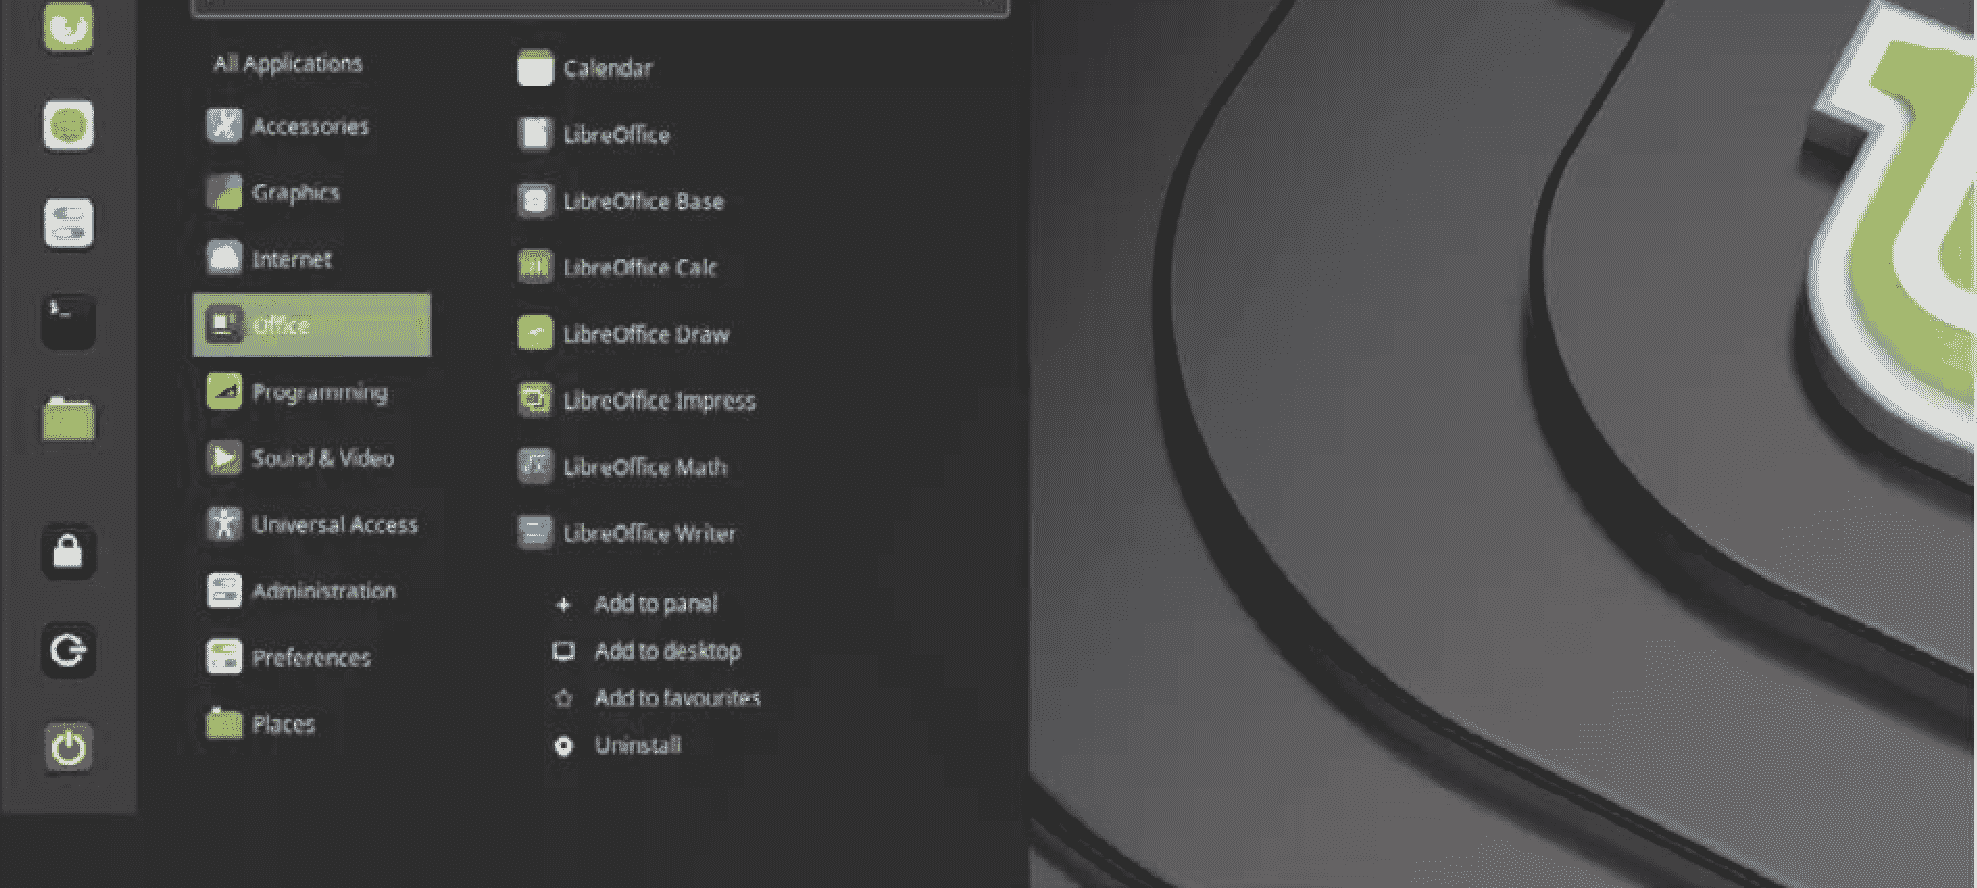 All Applications
Accessories
Graphics
Internet
Office
Programming
Sound & Video
Universal Access
Administration
Preferences
Places
Calendar
LibreOffice
LibreOffice Base
LibreOffice Calc
LibreOffice Draw
LibreOffice Impress
LibreOffice Math
LibreOffice Writer
Add to panel
Add to desktop
Add to favourites
Uninstall
$_